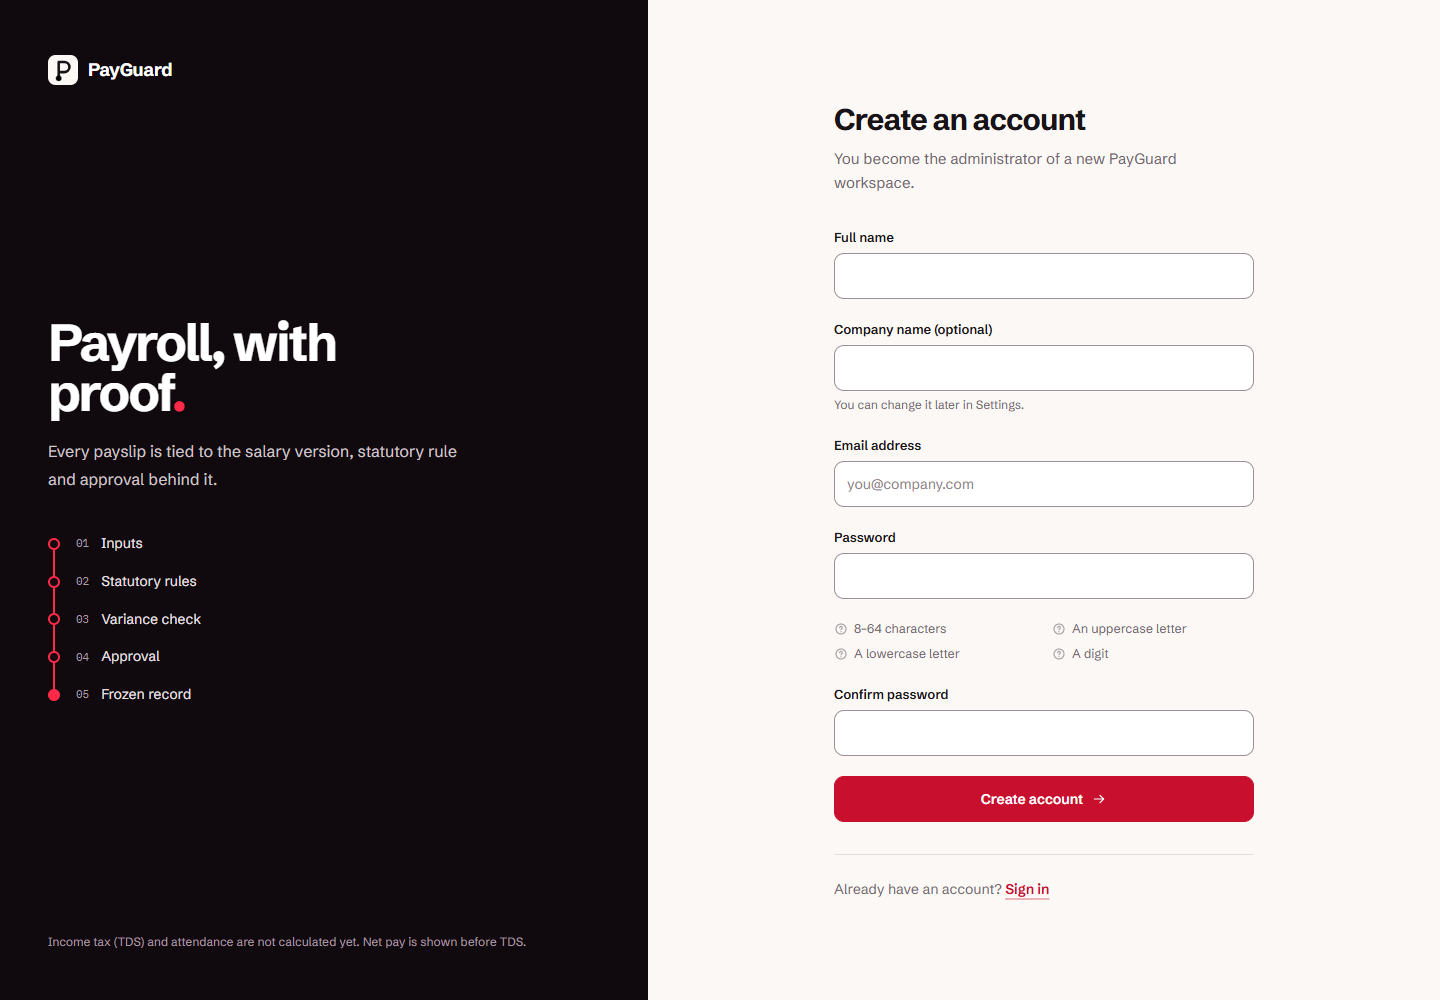 PayGuard
Payroll, with
proof.
Every payslip is tied to the salary version, statutory rule
and approval behind it.
01 Inputs
02 Statutory rules
03 Variance check
04 Approval
05 Frozen record
Income tax (TDS) and attendance are not calculated yet. Net pay is shown before TDS.
Create an account
You become the administrator of a new PayGuard
workspace.
Full name
Company name (optional)
You can change it later in Settings.
Email address
you@company.com
Password
8–64 characters
An uppercase letter
A lowercase letter
A digit
Confirm password
Create account →
Already have an account? Sign in